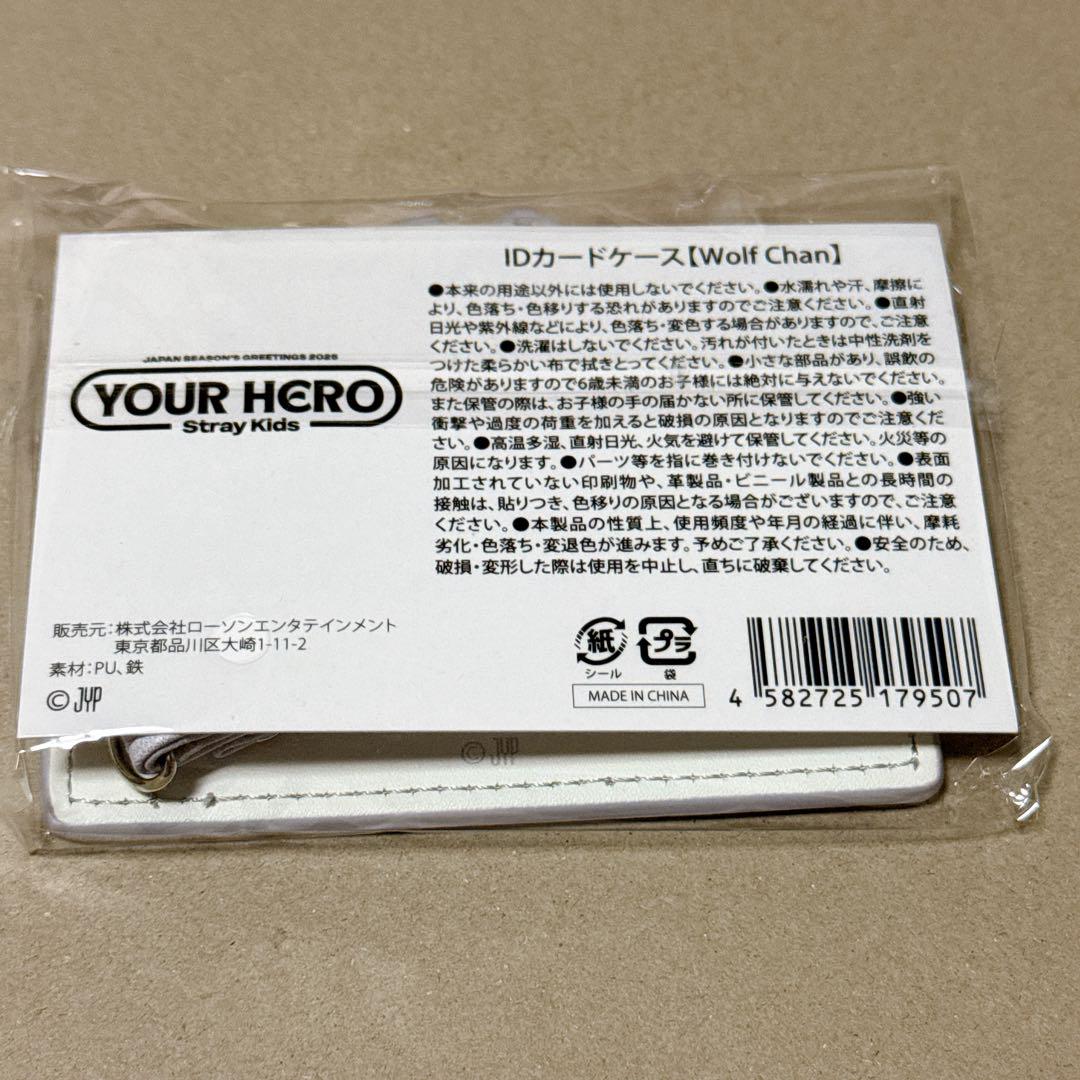 IDカードケース【Wolf Chan】
●本来の用途以外には使用しないでください。●水濡れや汗、摩擦に
より、色落ち・色移りする恐れがありますのでご注意ください。●直射
日光や紫外線などにより、色落ち・変色する場合がありますので、ご注意
ください。●洗濯はしないでください。汚れが付いたときは中性洗剤を
つけた柔らかい布で拭きとってください。●小さな部品があり、誤飲の
危険がありますので6歳未満のお子様には絶対に与えないでください。
また保管の際は、お子様の手の届かない所に保管してください。●強い
衝撃や過度の荷重を加えると破損の原因となりますのでご注意くだ
さい。●高温多湿、直射日光、火気を避けて保管してください。火災等の
原因になります。●パーツ等を指に巻き付けないでください。●表面
加工されていない印刷物や、革製品・ビニール製品との長時間の
接触は、貼りつき、色移りの原因となる場合がございますので、ご注意
ください。●本製品の性質上、使用頻度や年月の経過に伴い、摩耗
劣化・色落ち・変退色が進みます。予めご了承ください。●安全のため、
破損・変形した際は使用を中止し、直ちに破棄してください。
JAPAN SEASON'S GREETINGS 2025
YOUR HERO
Stray Kids
販売元:株式会社ローソンエンタテインメント
東京都品川区大崎1-11-2
素材:PU、鉄
© JYP
紙
シール
プラ
袋
MADE IN CHINA
4 582725 179507
© JYP